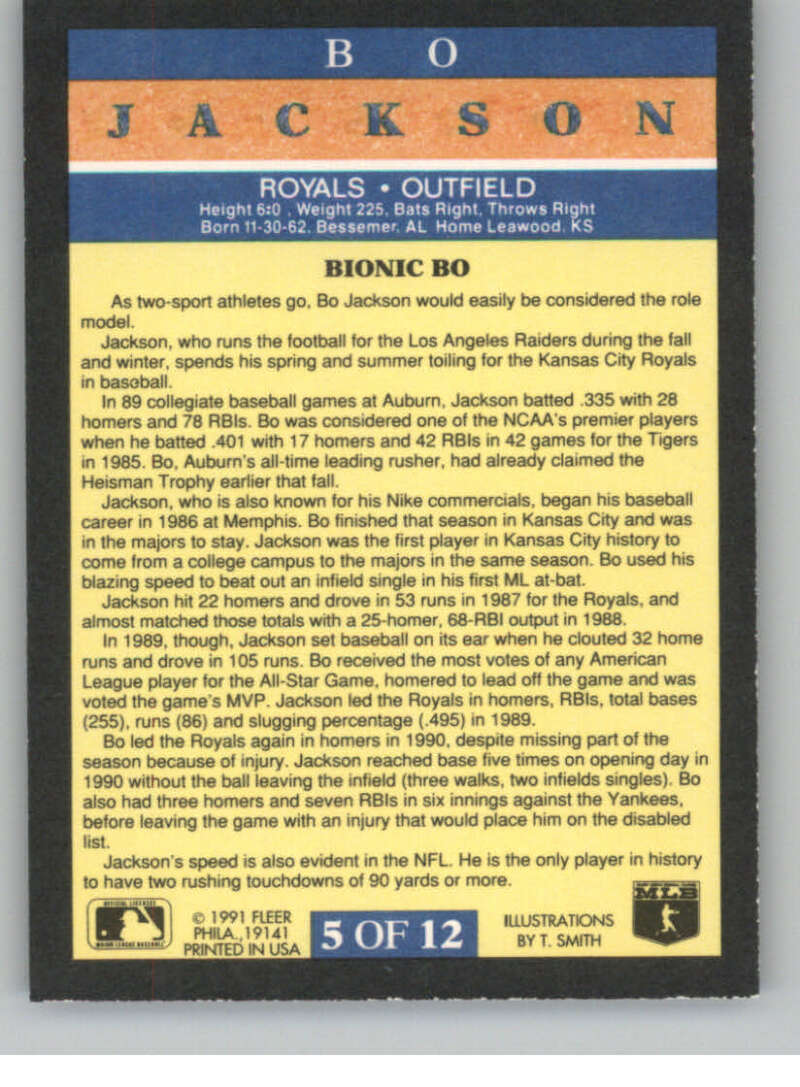 BO
JACKSON
ROYALS • OUTFIELD
Height 6:0 , Weight 225, Bats Right, Throws Right
Born 11-30-62, Bessemer, AL Home Leawood, KS
BIONIC BO
As two-sport athletes go, Bo Jackson would easily be considered the role
model.
Jackson, who runs the football for the Los Angeles Raiders during the fall
and winter, spends his spring and summer toiling for the Kansas City Royals
in baseball.
In 89 collegiate baseball games at Auburn, Jackson batted .335 with 28
homers and 78 RBIs. Bo was considered one of the NCAA's premier players
when he batted .401 with 17 homers and 42 RBIs in 42 games for the Tigers
in 1985. Bo, Auburn's all-time leading rusher, had already claimed the
Heisman Trophy earlier that fall.
Jackson, who is also known for his Nike commercials, began his baseball
career in 1986 at Memphis. Bo finished that season in Kansas City and was
in the majors to stay. Jackson was the first player in Kansas City history to
come from a college campus to the majors in the same season. Bo used his
blazing speed to beat out an infield single in his first ML at-bat.
Jackson hit 22 homers and drove in 53 runs in 1987 for the Royals, and
almost matched those totals with a 25-homer, 68-RBI output in 1988.
In 1989, though, Jackson set baseball on its ear when he clouted 32 home
runs and drove in 105 runs. Bo received the most votes of any American
League player for the All-Star Game, homered to lead off the game and was
voted the game's MVP. Jackson led the Royals in homers, RBIs, total bases
(255), runs (86) and slugging percentage (.495) in 1989.
Bo led the Royals again in homers in 1990, despite missing part of the
season because of injury. Jackson reached base five times on opening day in
1990 without the ball leaving the infield (three walks, two infields singles). Bo
also had three homers and seven RBIs in six innings against the Yankees,
before leaving the game with an injury that would place him on the disabled
list.
Jackson's speed is also evident in the NFL. He is the only player in history
to have two rushing touchdowns of 90 yards or more.
OFFICIAL LICENSEE
MAJOR LEAGUE BASEBALL
© 1991 FLEER
PHILA., 19141
PRINTED IN USA
5 OF 12
ILLUSTRATIONS
BY T. SMITH
MLB